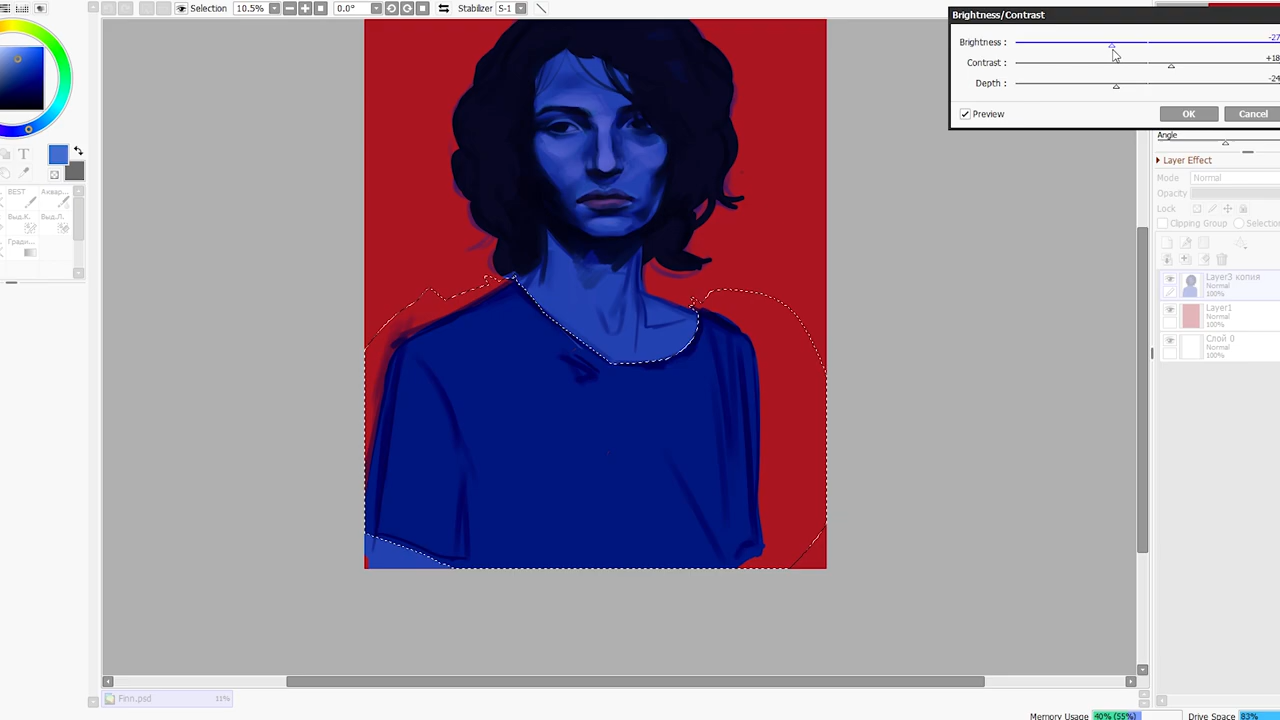 Selection 10.5% 0.0° Stabilizer S-1
Brightness/Contrast
Brightness : -27
Contrast : +18
Depth : -24
Preview OK Cancel
Angle
Layer Effect
Mode Normal
Opacity
Lock
Clipping Group Selection
BEST Аквар...
Выд.К. Выд.Л.
Гради...
Layer3 копия
Normal
100%
Layer1
Normal
100%
Слой 0
Normal
100%
Finn.psd 11%
Memory Usage 40% (55%) Drive Space 83%